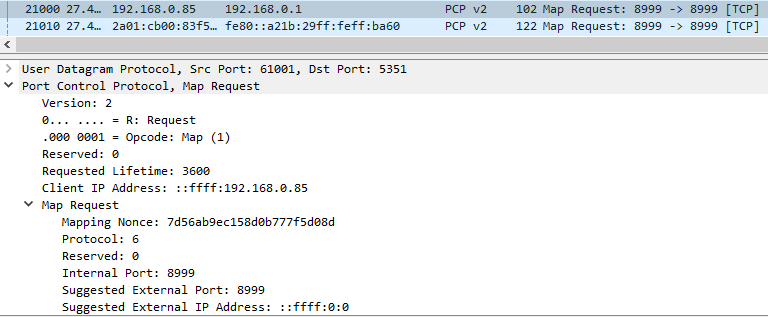 21000 27.4… 192.168.0.85 192.168.0.1 PCP v2 102 Map Request: 8999 -> 8999 [TCP]
21010 27.4… 2a01:cb00:83f5… fe80::a21b:29ff:feff:ba60 PCP v2 122 Map Request: 8999 -> 8999 [TCP]
User Datagram Protocol, Src Port: 61001, Dst Port: 5351
Port Control Protocol, Map Request
Version: 2
0... .... = R: Request
.000 0001 = Opcode: Map (1)
Reserved: 0
Requested Lifetime: 3600
Client IP Address: ::ffff:192.168.0.85
Map Request
Mapping Nonce: 7d56ab9ec158d0b777f5d08d
Protocol: 6
Reserved: 0
Internal Port: 8999
Suggested External Port: 8999
Suggested External IP Address: ::ffff:0:0